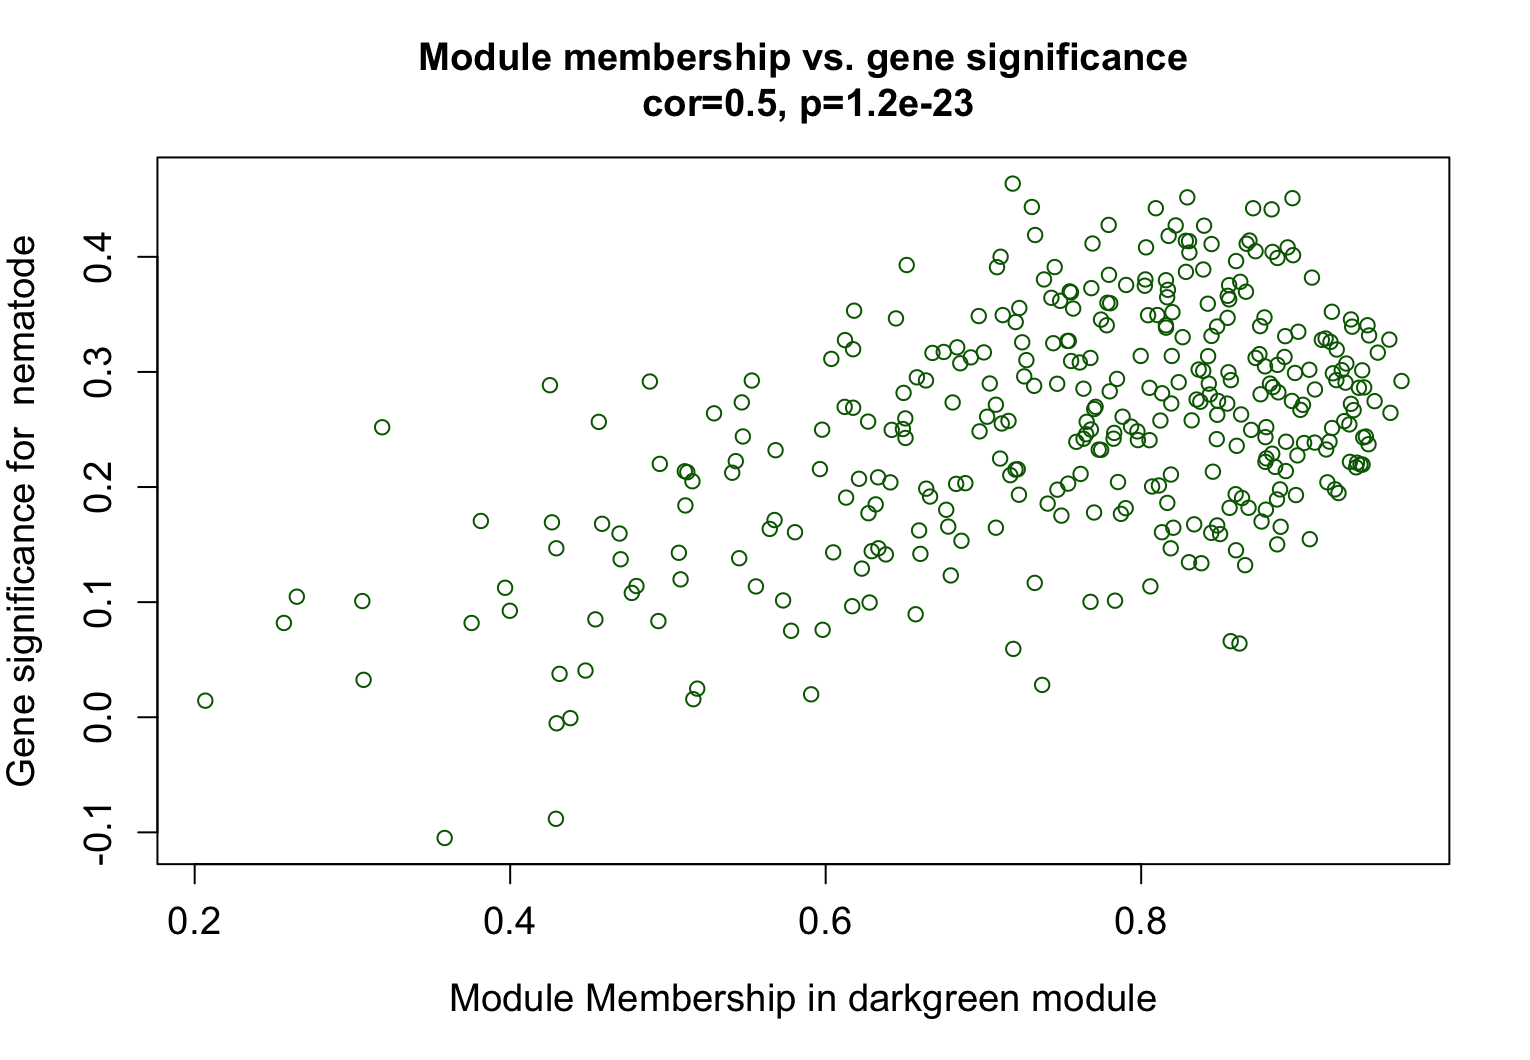 Module membership vs. gene significance
cor=0.5, p=1.2e-23
Gene significance for  nematode
0.4
0.3
0.2
0.1
0.0
-0.1
0.2
0.4
0.6
0.8
Module Membership in darkgreen module